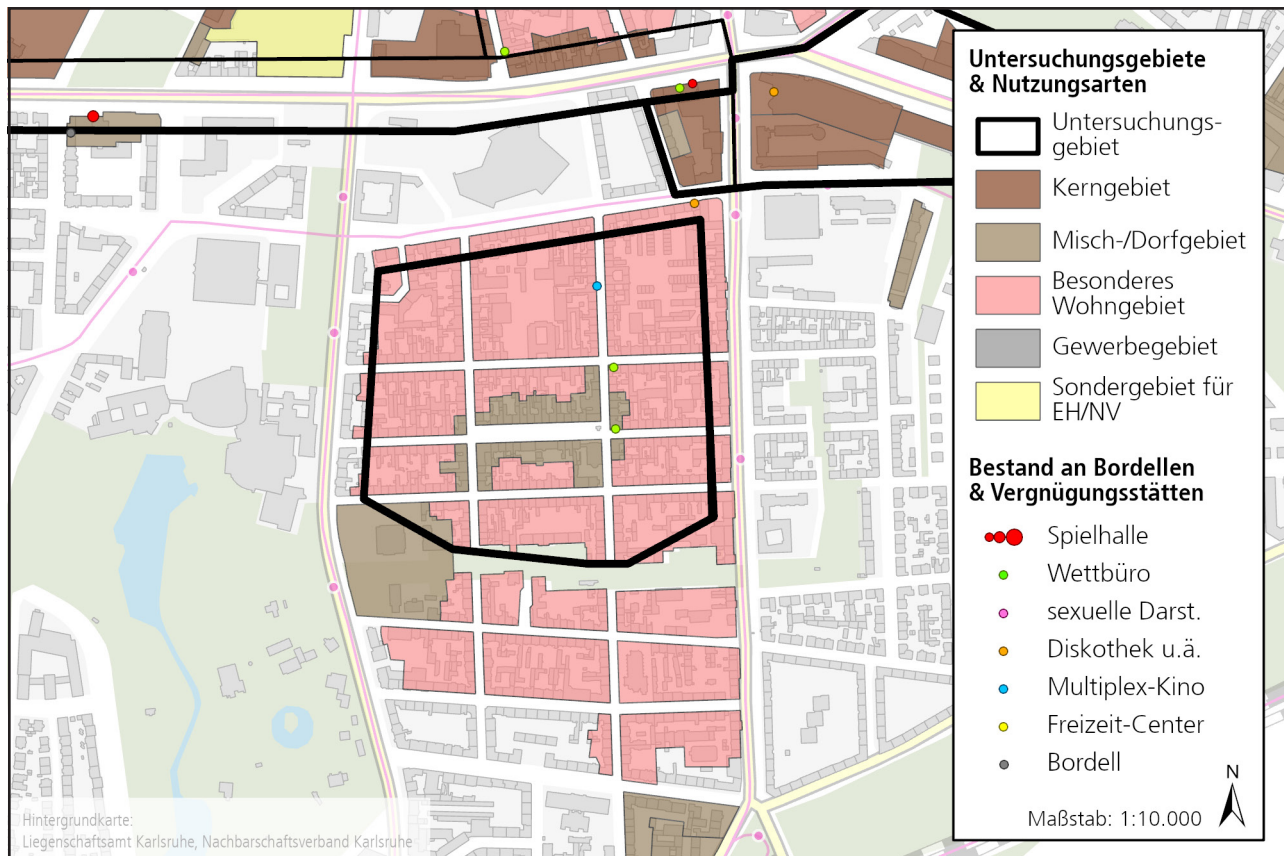 Untersuchungsgebiete
& Nutzungsarten
Untersuchungs-
gebiet
Kerngebiet
Misch-/Dorfgebiet
Besonderes
Wohngebiet
Gewerbegebiet
Sondergebiet für
EH/NV
Bestand an Bordellen
& Vergnügungsstätten
Spielhalle
Wettbüro
sexuelle Darst.
Diskothek u.ä.
Multiplex-Kino
Freizeit-Center
Bordell
N
Maßstab: 1:10.000
Hintergrundkarte:
Liegenschaftsamt Karlsruhe, Nachbarschaftsverband Karlsruhe